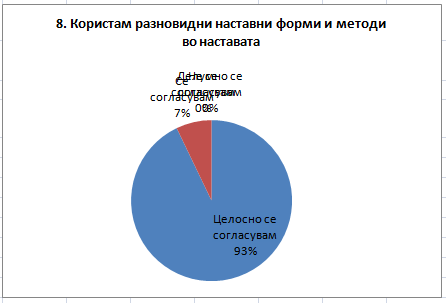 8. Користам разновидни наставни форми и методи
во наставата
Се
согласувам
7%
Целосно се
согласувам
93%